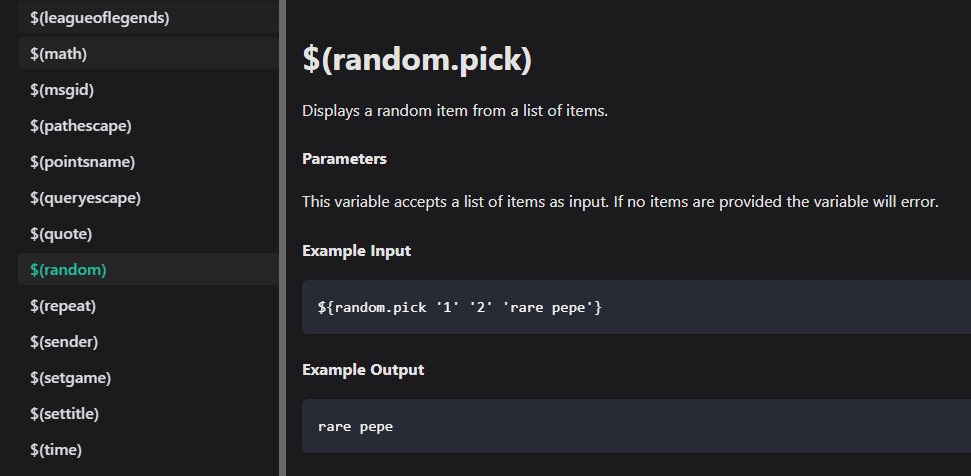 $(leagueoflegends)
$(math)
$(msgid)
$(pathescape)
$(pointsname)
$(queryescape)
$(quote)
$(random)
$(repeat)
$(sender)
$(setgame)
$(settitle)
$(time)
$(random.pick)
Displays a random item from a list of items.
Parameters
This variable accepts a list of items as input. If no items are provided the variable will error.
Example Input
${random.pick '1' '2' 'rare pepe'}
Example Output
rare pepe